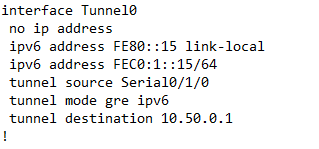 interface Tunnel0
 no ip address
 ipv6 address FE80::15 link-local
 ipv6 address FEC0:1::15/64
 tunnel source Serial0/1/0
 tunnel mode gre ipv6
 tunnel destination 10.50.0.1
!